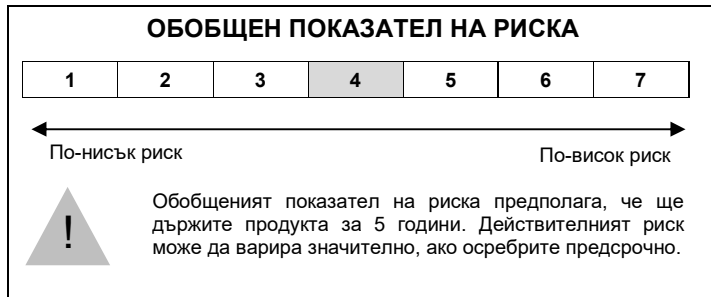 ОБОБЩЕН ПОКАЗАТЕЛ НА РИСКА
1 2 3 4 5 6 7
По-нисък риск По-висок риск
!
Обобщеният показател на риска предполага, че ще
държите продукта за 5 години. Действителният риск
може да варира значително, ако осребрите предсрочно.